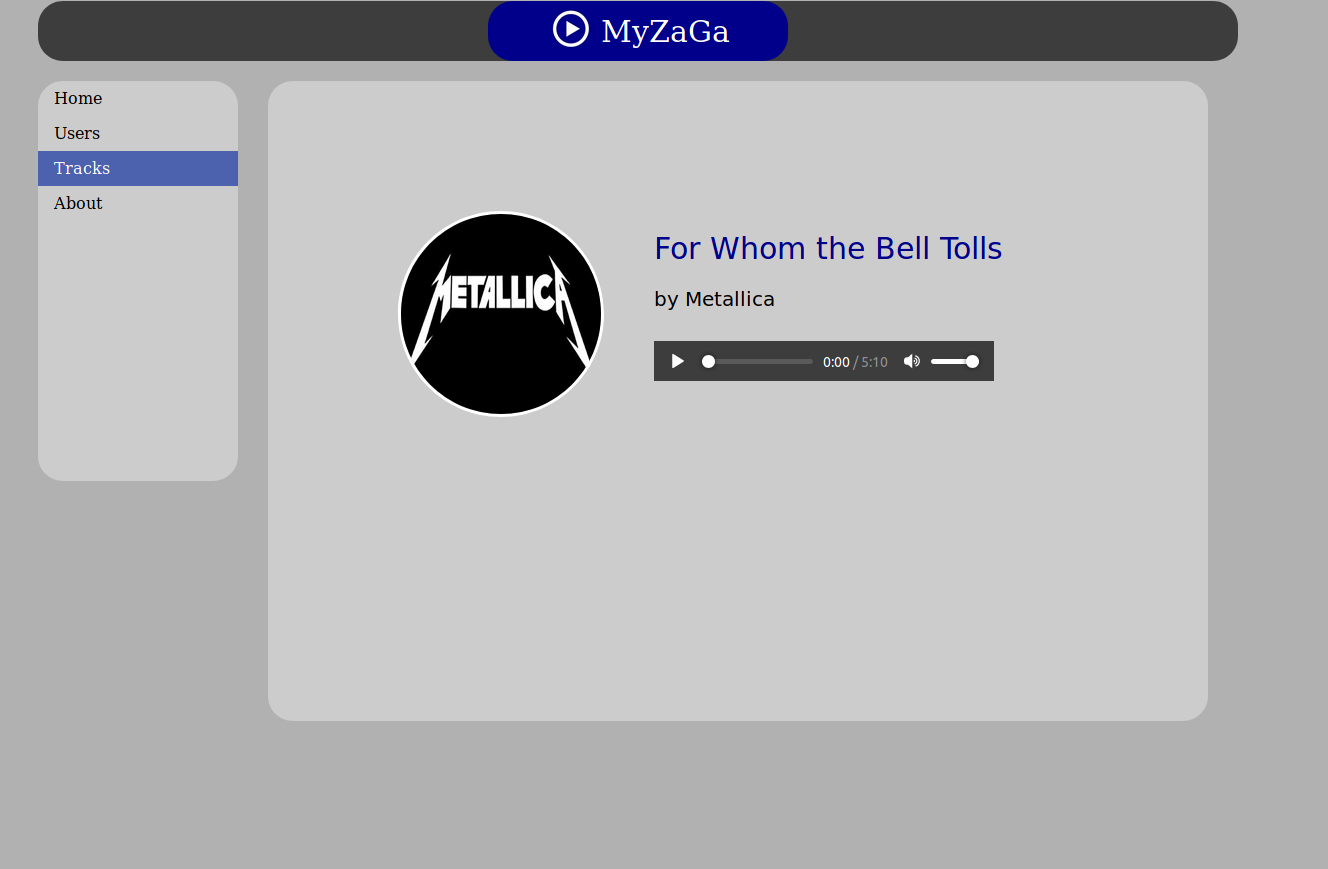 MyZaGa
Home
Users
Tracks
About
METALLICA
For Whom the Bell Tolls
by Metallica
0:00 / 5:10